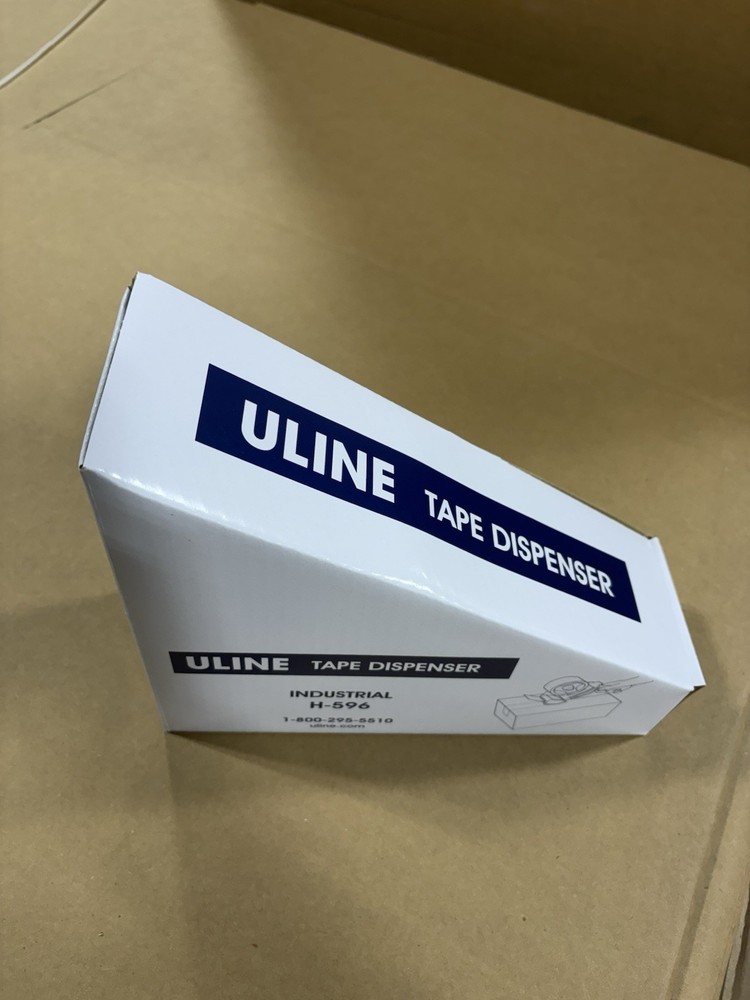 ULINE TAPE DISPENSER
ULINE TAPE DISPENSER
INDUSTRIAL
H-596
1-800-295-5510
uline.com